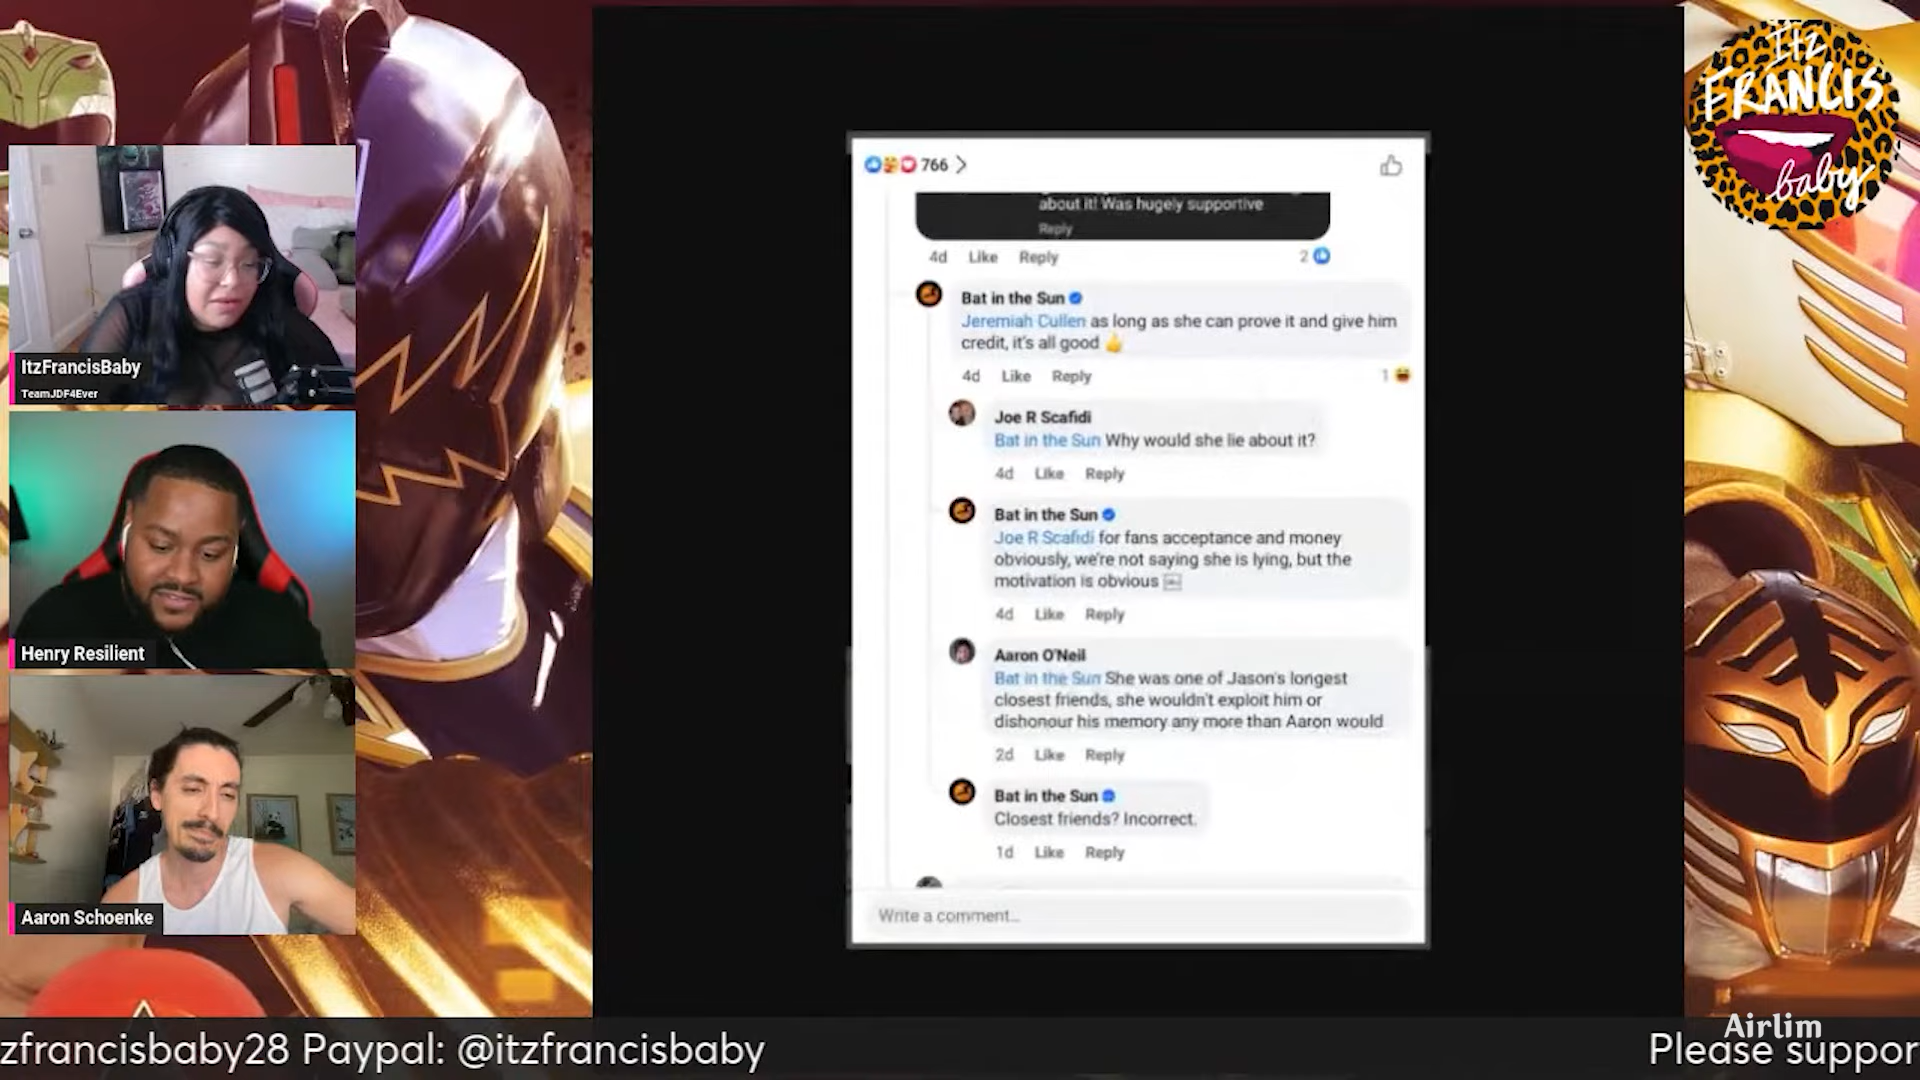 Itz
FRANCIS
baby
ItzFrancisBaby
TeamJDF4Ever
Henry Resilient
Aaron Schoenke
766
about it! Was hugely supportive
Reply
4d Like Reply 2
Bat in the Sun
Jeremiah Cullen as long as she can prove it and give him
credit, it's all good 👍
4d Like Reply 1
Joe R Scafidi
Bat in the Sun Why would she lie about it?
4d Like Reply
Bat in the Sun
Joe R Scafidi for fans acceptance and money
obviously, we're not saying she is lying, but the
motivation is obvious
4d Like Reply
Aaron O'Neil
Bat in the Sun She was one of Jason's longest
closest friends, she wouldn't exploit him or
dishonour his memory any more than Aaron would
2d Like Reply
Bat in the Sun
Closest friends? Incorrect.
1d Like Reply
Write a comment...
zfrancisbaby28 Paypal: @itzfrancisbaby
Airlim
Please suppor